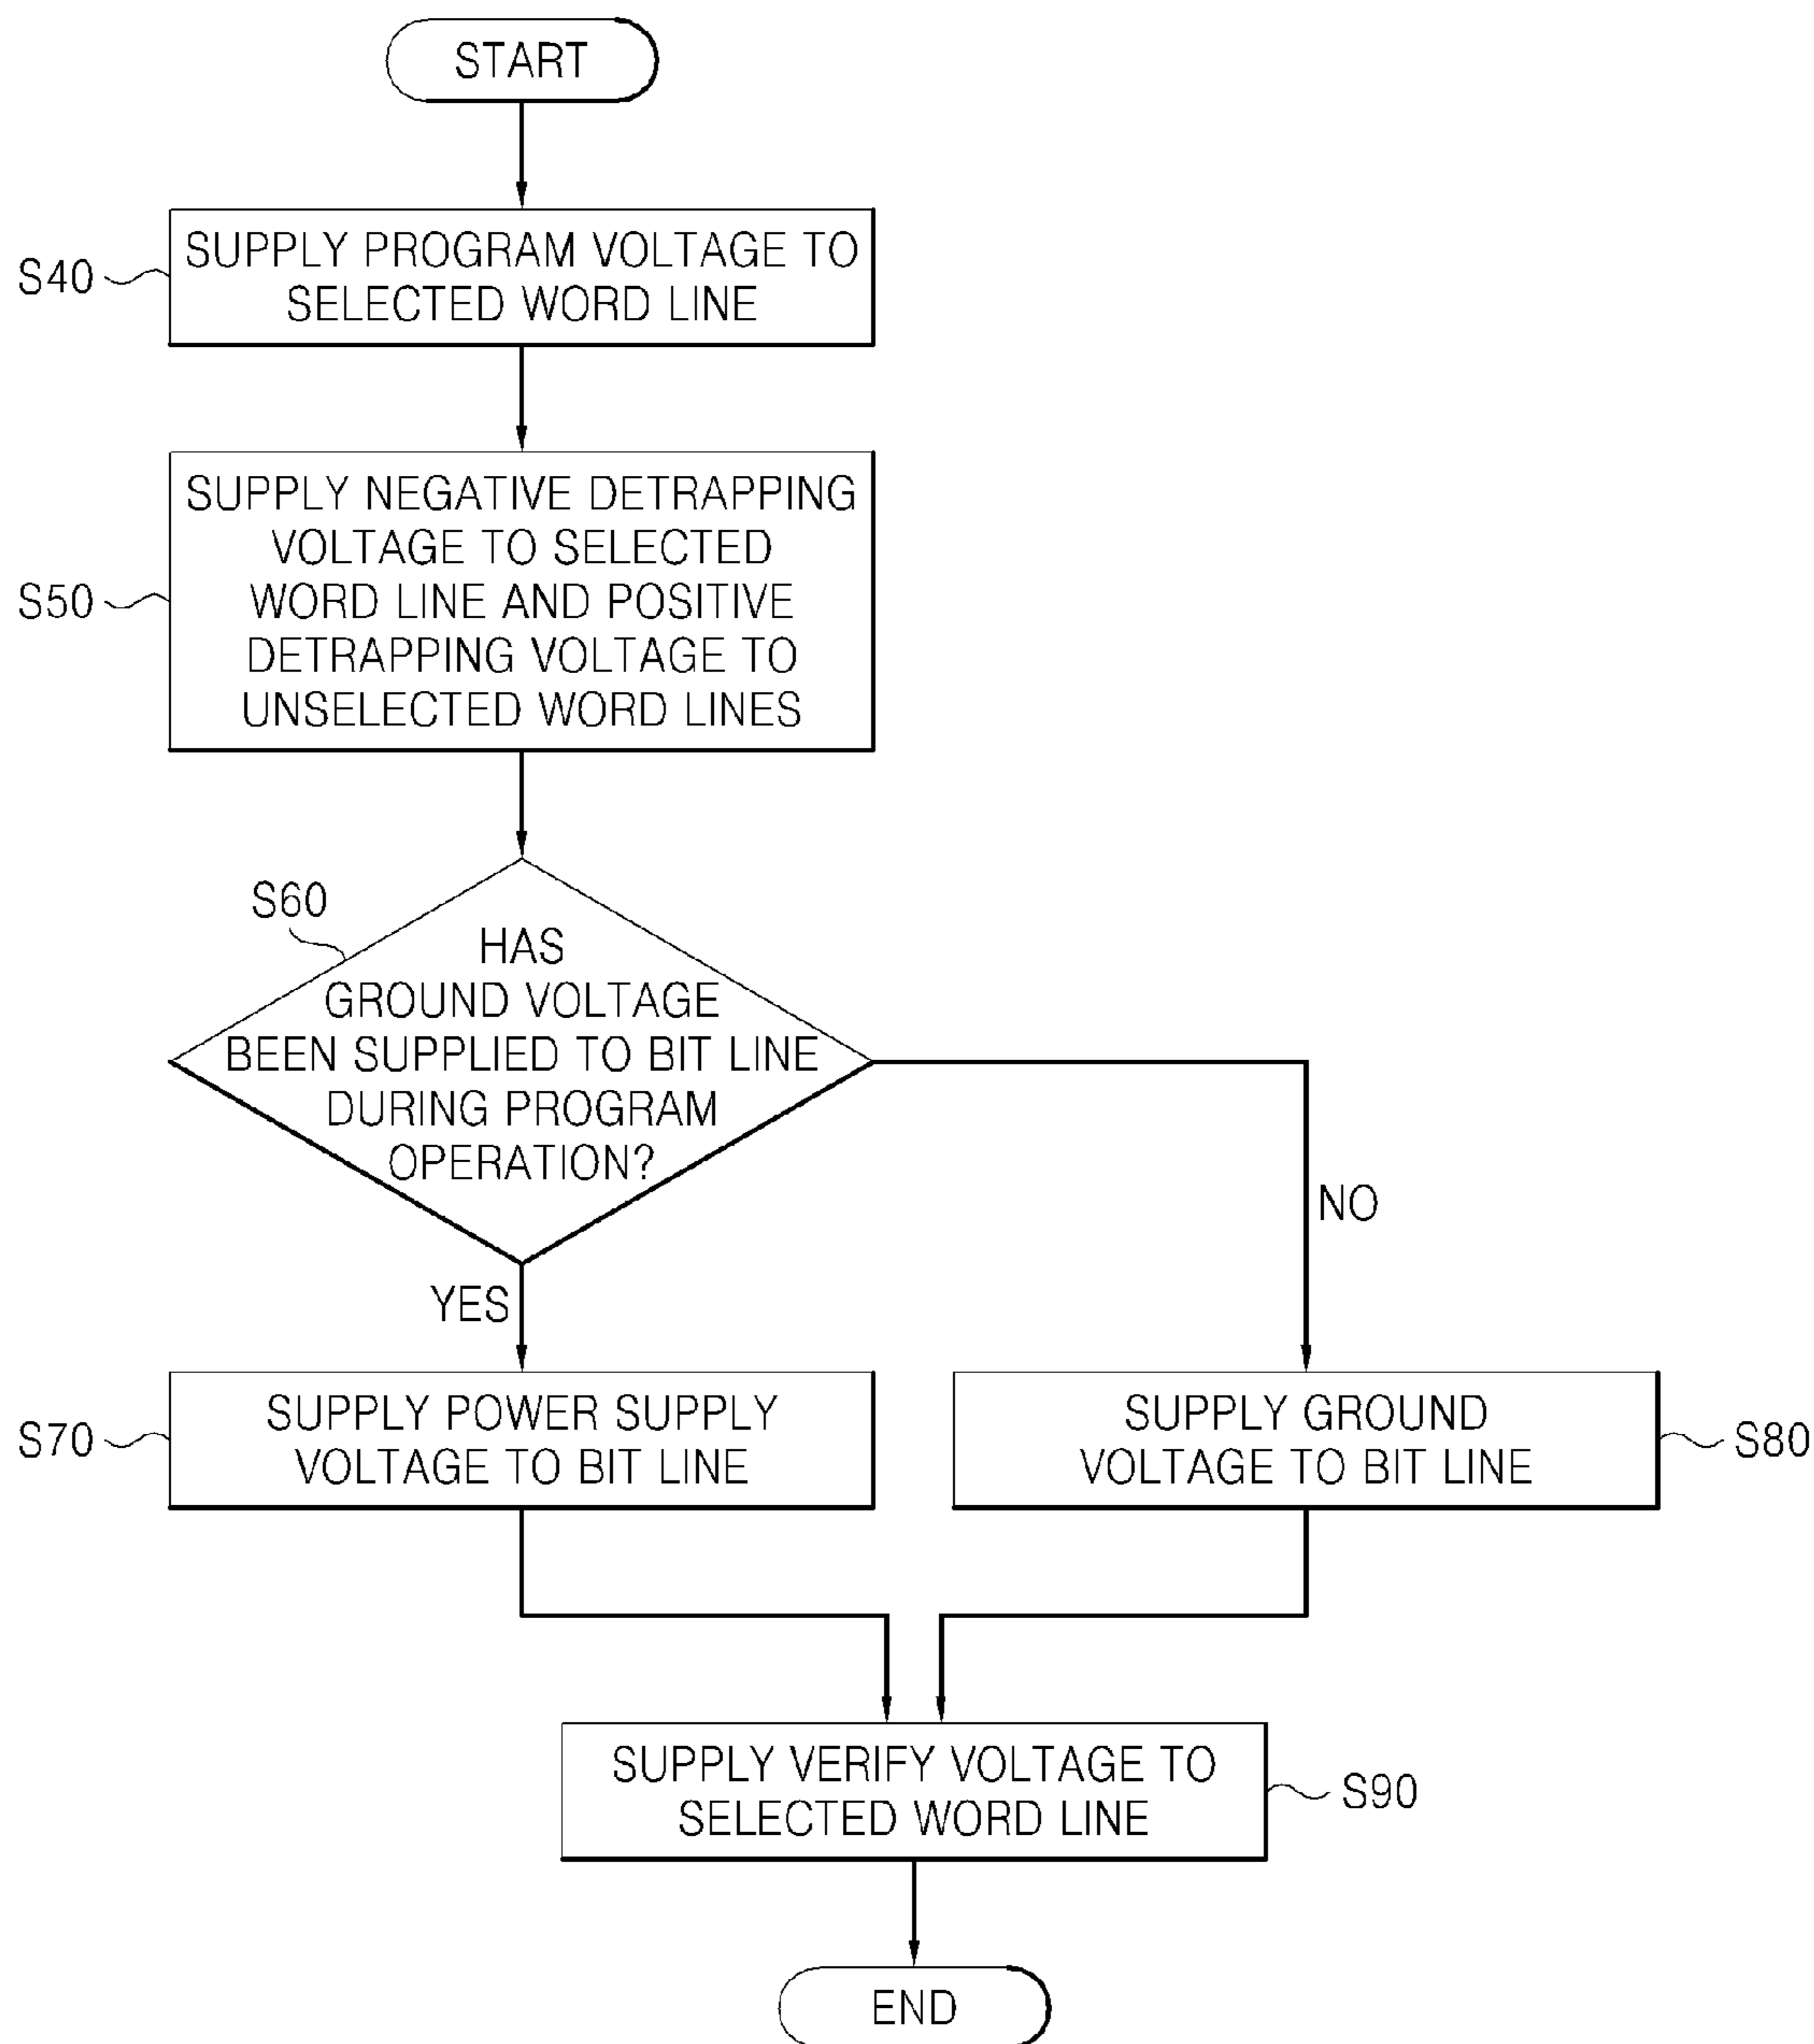 START
S40
SUPPLY PROGRAM VOLTAGE TO
SELECTED WORD LINE
S50
SUPPLY NEGATIVE DETRAPPING
VOLTAGE TO SELECTED
WORD LINE AND POSITIVE
DETRAPPING VOLTAGE TO
UNSELECTED WORD LINES
S60
HAS
GROUND VOLTAGE
BEEN SUPPLIED TO BIT LINE
DURING PROGRAM
OPERATION?
NO
YES
S70
SUPPLY POWER SUPPLY
VOLTAGE TO BIT LINE
SUPPLY GROUND
VOLTAGE TO BIT LINE
S80
SUPPLY VERIFY VOLTAGE TO
SELECTED WORD LINE
S90
END